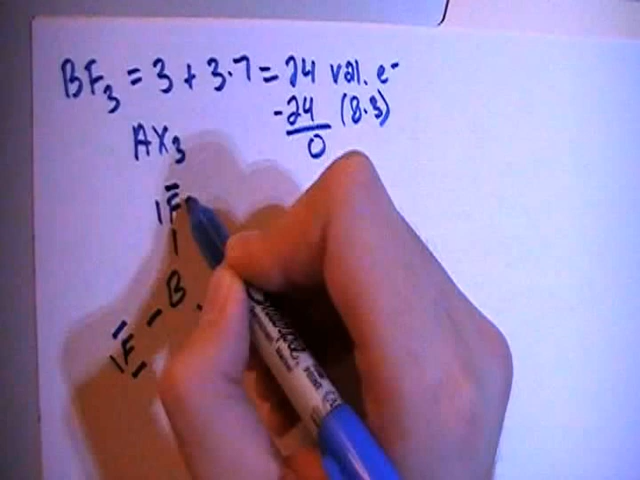 BF₃ = 3 + 3·7 = 24 val. e⁻
-24 (8·3)
0
AX₃
F
B
F
Sharpie